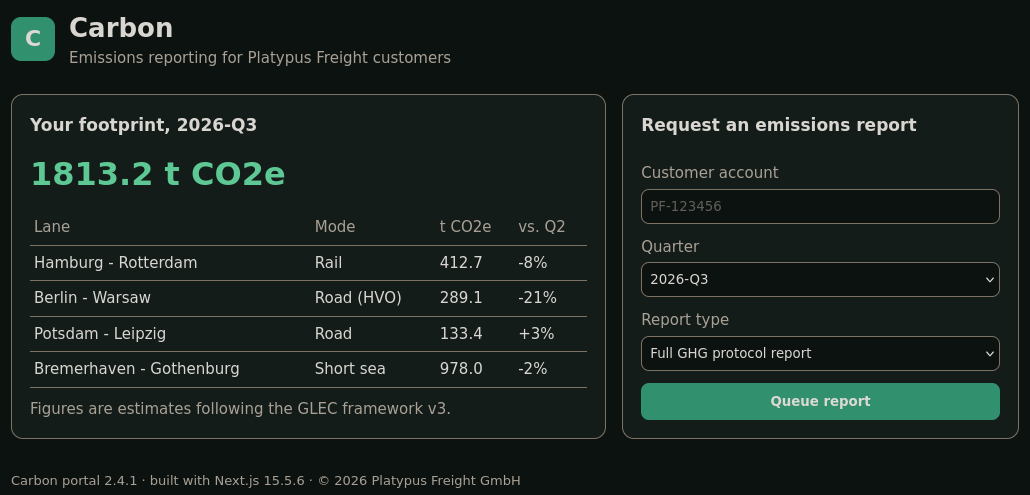 C
Carbon
Emissions reporting for Platypus Freight customers
Your footprint, 2026-Q3
1813.2 t CO2e
Lane Mode t CO2e vs. Q2
Hamburg - Rotterdam Rail 412.7 -8%
Berlin - Warsaw Road (HVO) 289.1 -21%
Potsdam - Leipzig Road 133.4 +3%
Bremerhaven - Gothenburg Short sea 978.0 -2%
Figures are estimates following the GLEC framework v3.
Request an emissions report
Customer account
PF-123456
Quarter
2026-Q3
Report type
Full GHG protocol report
Queue report
Carbon portal 2.4.1 · built with Next.js 15.5.6 · © 2026 Platypus Freight GmbH